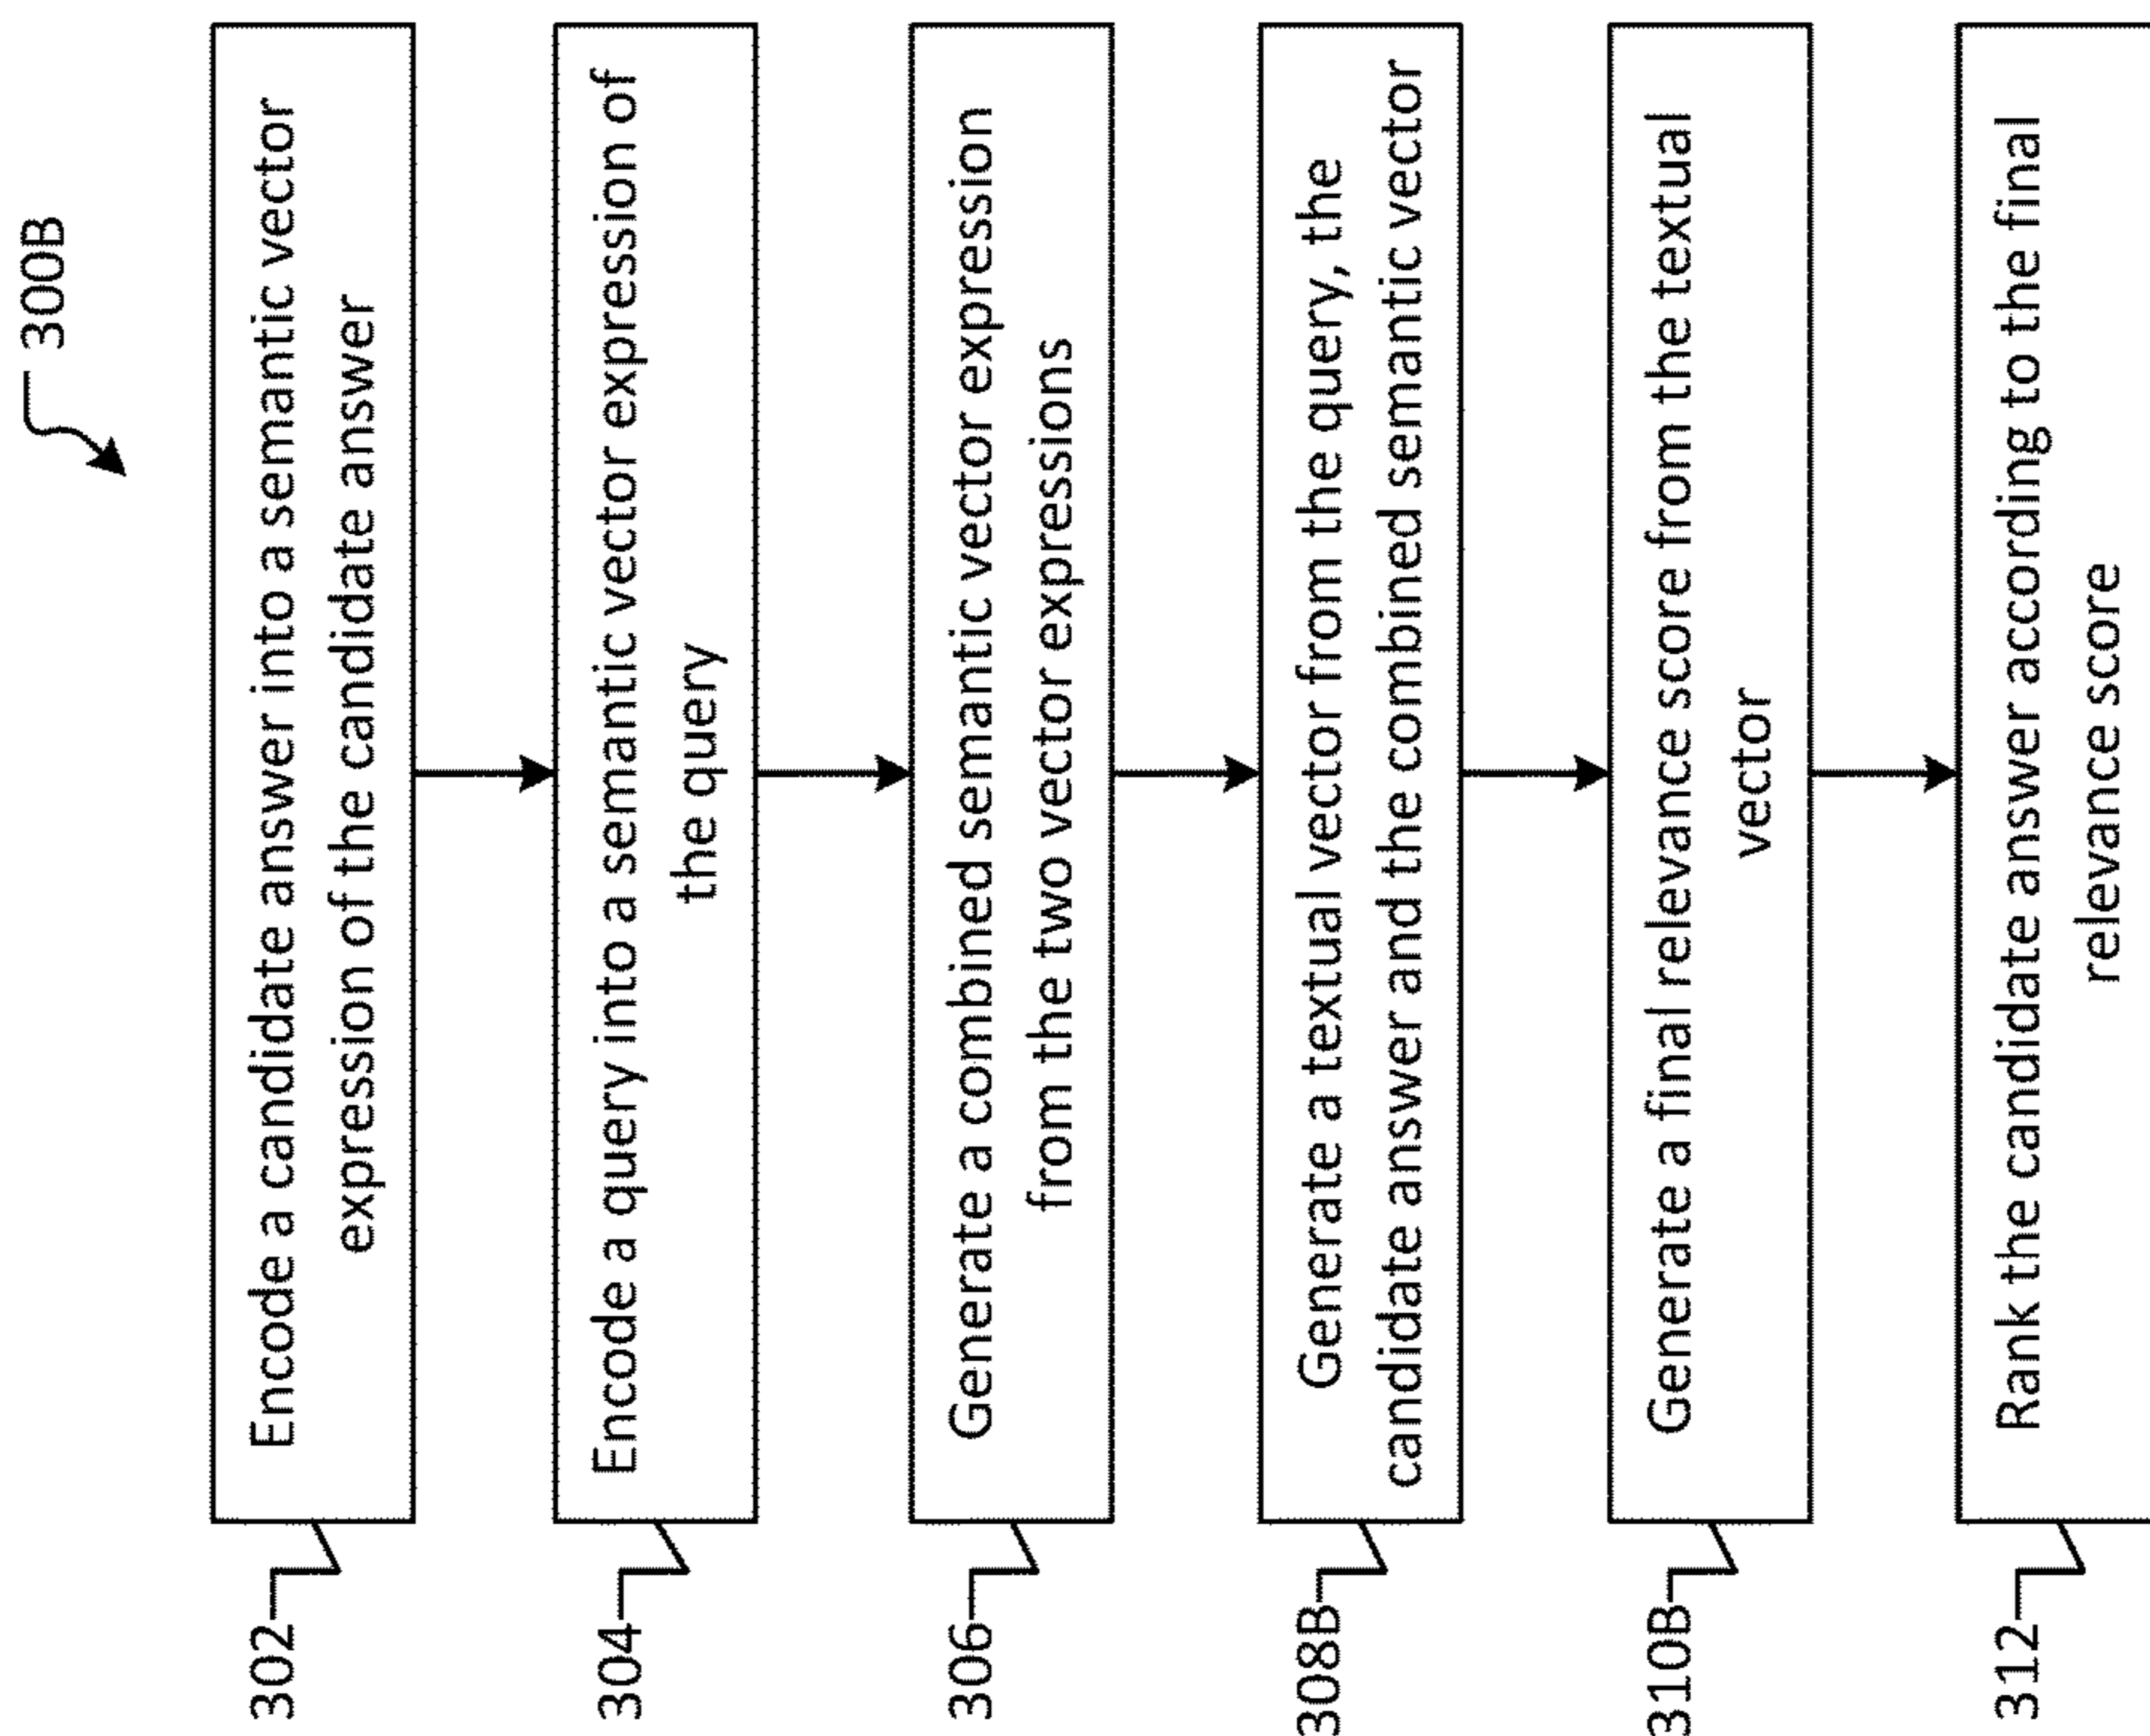 300B
302
Encode a candidate answer into a semantic vector
expression of the candidate answer
304
Encode a query into a semantic vector expression of
the query
306
Generate a combined semantic vector expression
from the two vector expressions
308B
Generate a textual vector from the query, the
candidate answer and the combined semantic vector
310B
Generate a final relevance score from the textual
vector
312
Rank the candidate answer according to the final
relevance score